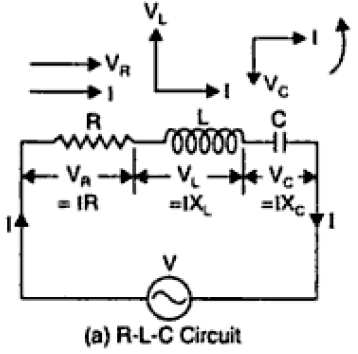 V_L
I
V_R
I
I
V_C
R
L
C
V_R
= IR
V_L
=IX_L
V_C
=IX_C
I
I
V
(a) R-L-C Circuit